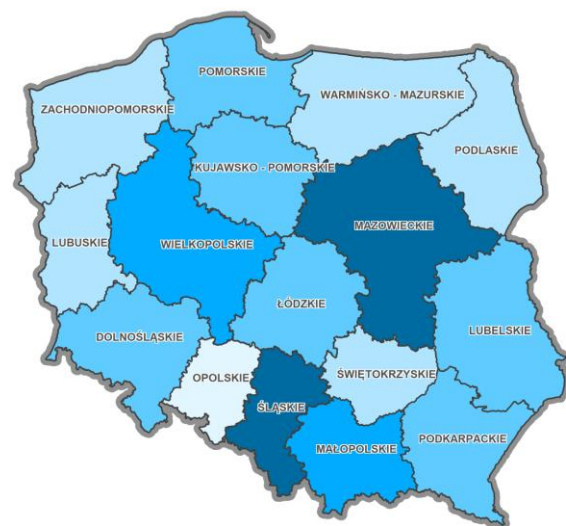 POMORSKIE
WARMIŃSKO - MAZURSKIE
ZACHODNIOPOMORSKIE
PODLASKIE
KUJAWSKO - POMORSKIE
MAZOWIECKIE
LUBUSKIE
WIELKOPOLSKIE
ŁÓDZKIE
LUBELSKIE
DOLNOŚLĄSKIE
OPOLSKIE
ŚWIĘTOKRZYSKIE
ŚLĄSKIE
PODKARPACKIE
MAŁOPOLSKIE